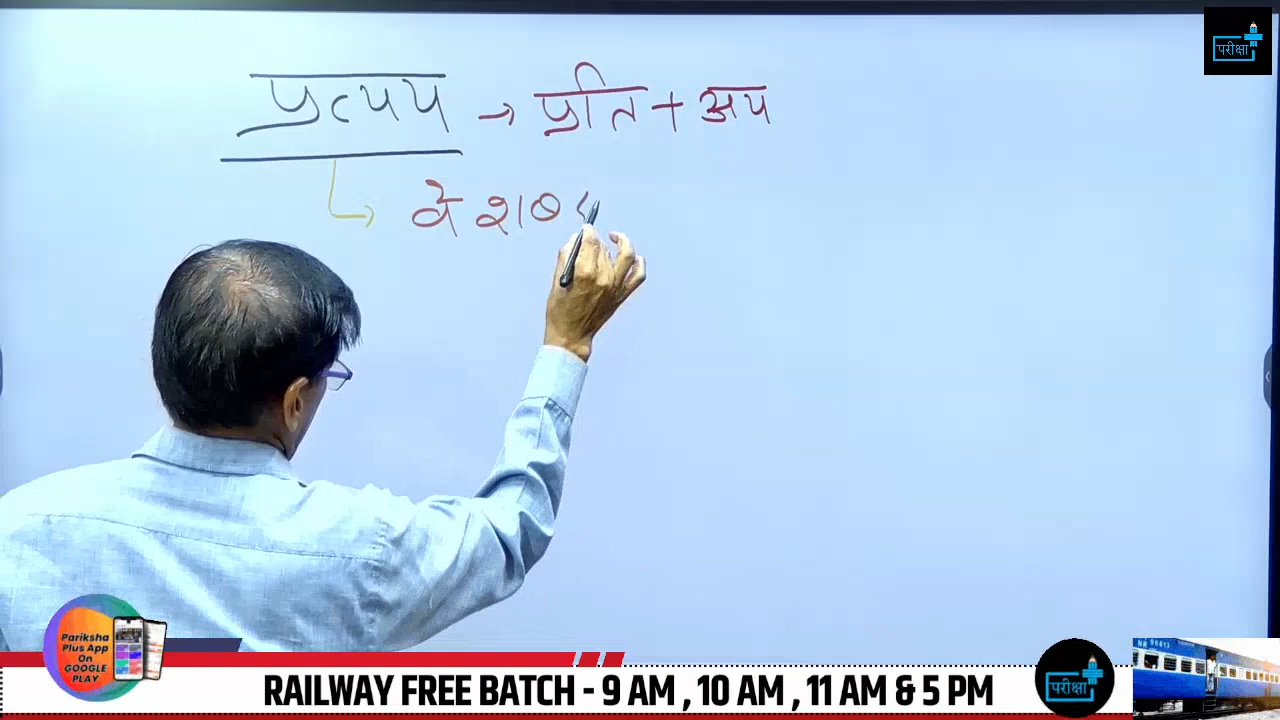 परीक्षा
प्रत्यय → प्रति + अय
वे शब्द
Pariksha
Plus App
On
GOOGLE
PLAY
RAILWAY FREE BATCH - 9 AM , 10 AM , 11 AM & 5 PM
परीक्षा